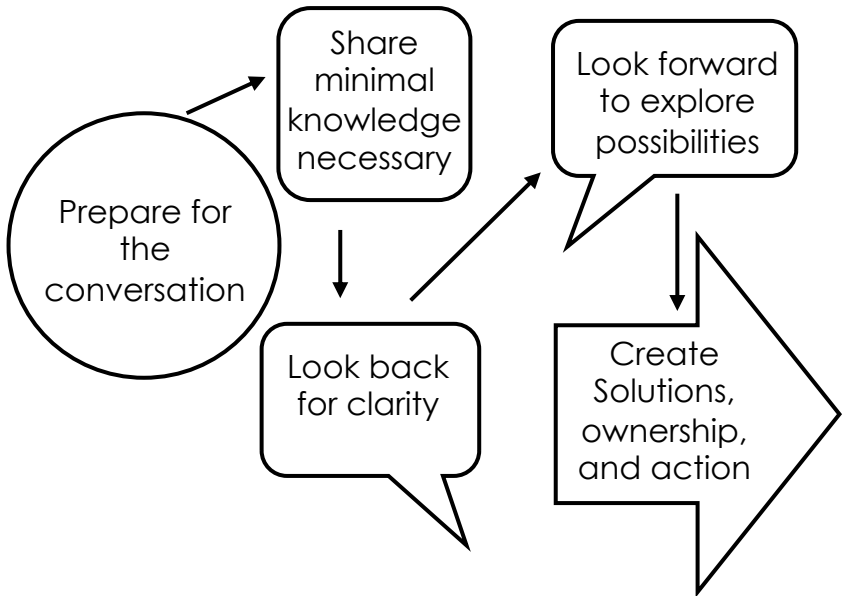 Prepare for
the
conversation
Share
minimal
knowledge
necessary
Look back
for clarity
Look forward
to explore
possibilities
Create
Solutions,
ownership,
and action